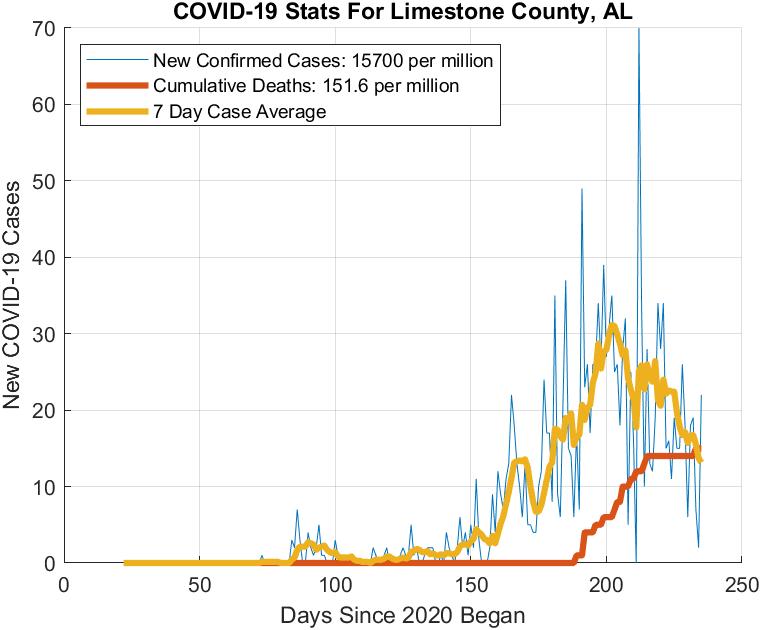 COVID-19 Stats For Limestone County, AL
New Confirmed Cases: 15700 per million
Cumulative Deaths: 151.6 per million
7 Day Case Average
New COVID-19 Cases
70
60
50
40
30
20
10
0
0 50 100 150 200 250
Days Since 2020 Began